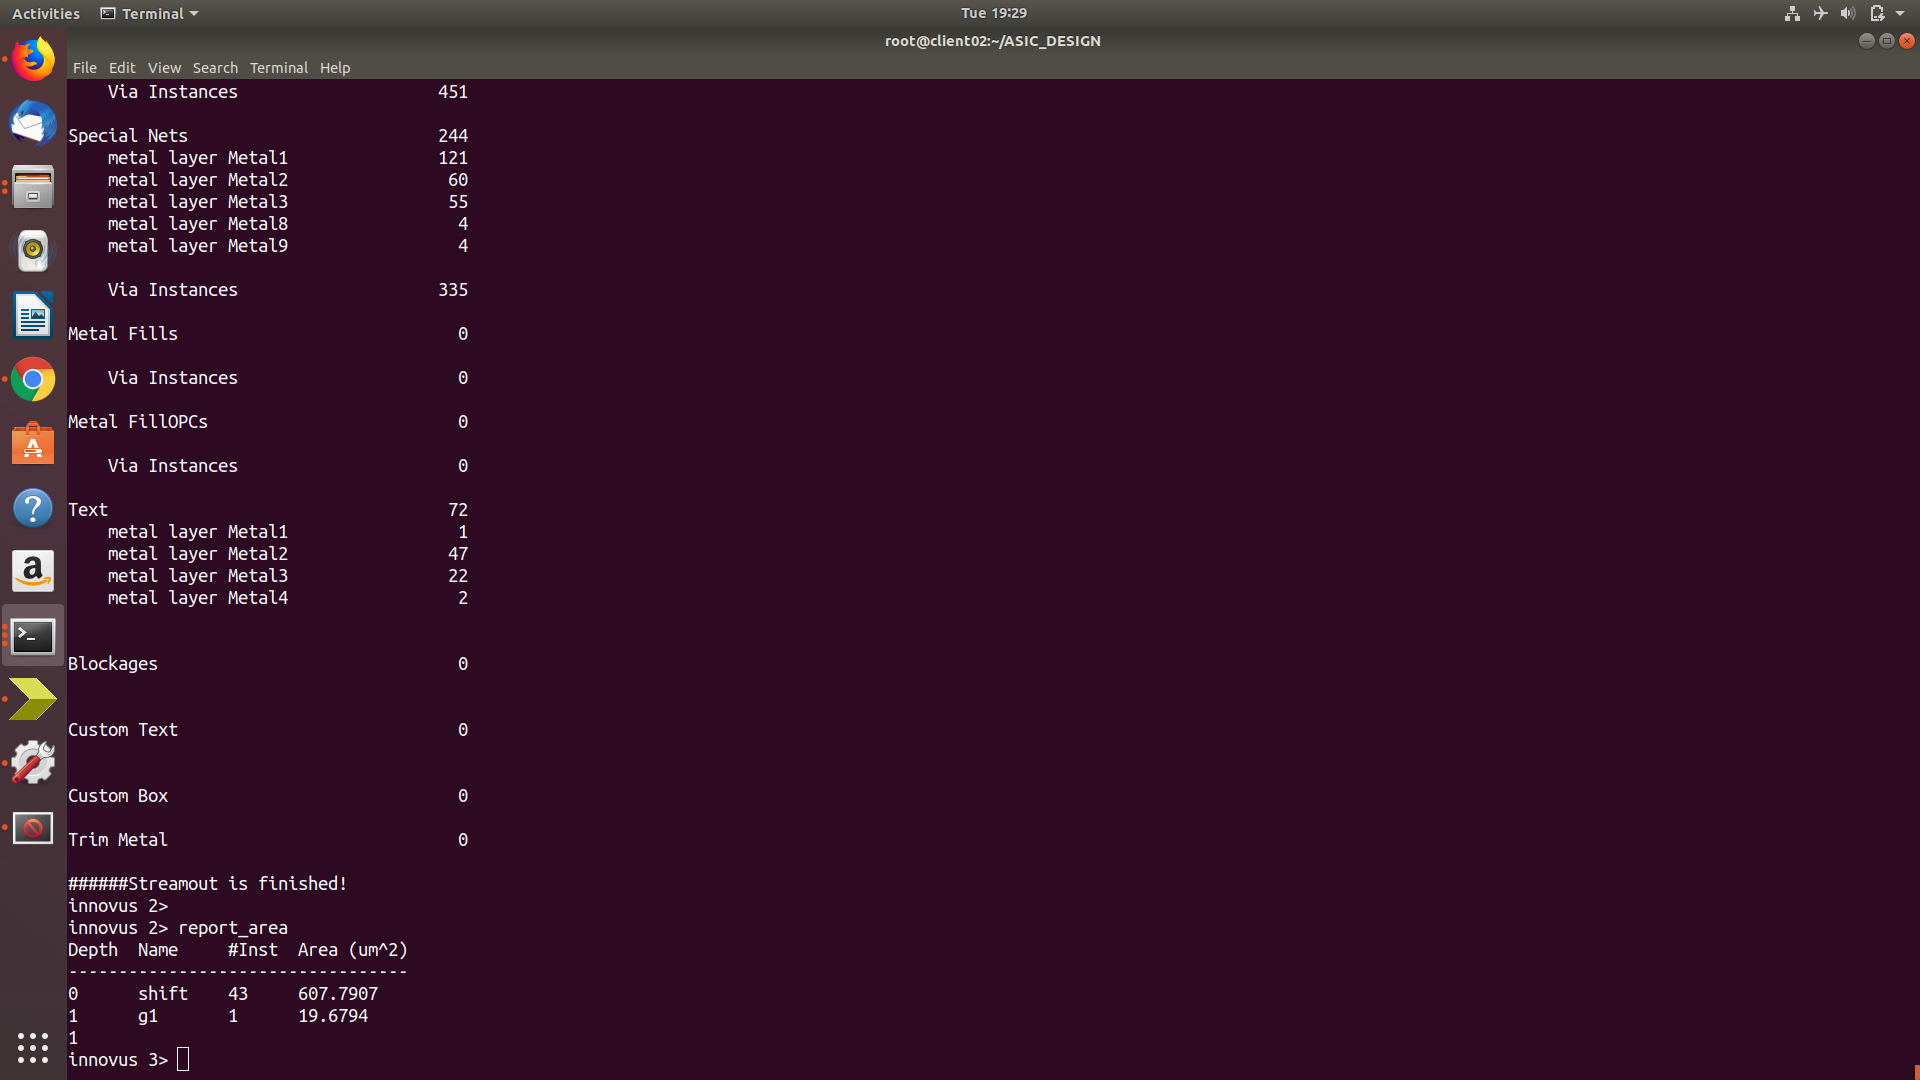 Activities Terminal Tue 19:29
root@client02:~/ASIC_DESIGN
File Edit View Search Terminal Help
Via Instances 451
Special Nets 244
metal layer Metal1 121
metal layer Metal2 60
metal layer Metal3 55
metal layer Metal8 4
metal layer Metal9 4
Via Instances 335
Metal Fills 0
Via Instances 0
Metal FillOPCs 0
Via Instances 0
Text 72
metal layer Metal1 1
metal layer Metal2 47
metal layer Metal3 22
metal layer Metal4 2
Blockages 0
Custom Text 0
Custom Box 0
Trim Metal 0
######Streamout is finished!
innovus 2>
innovus 2> report_area
Depth Name #Inst Area (um^2)
----------------------------------
0 shift 43 607.7907
1 g1 1 19.6794
1
innovus 3>